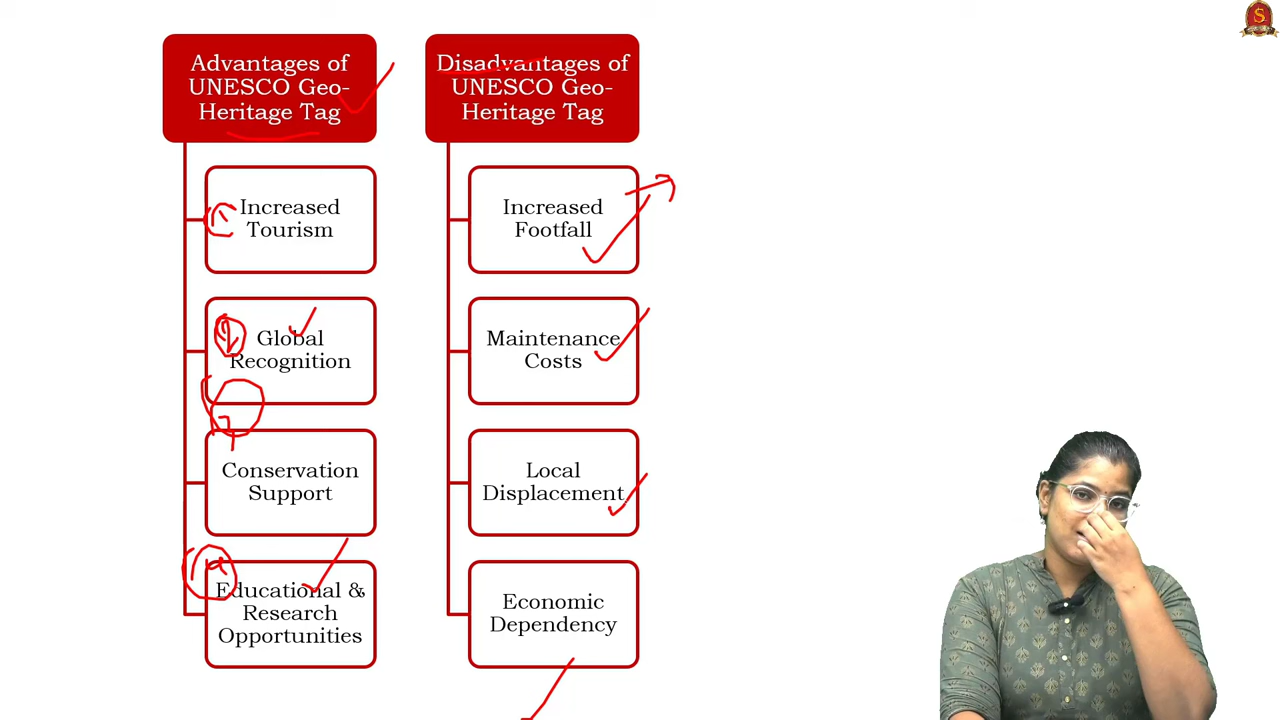 Advantages of
UNESCO Geo-
Heritage Tag
Increased
Tourism
Global
Recognition
Conservation
Support
Educational &
Research
Opportunities
Disadvantages of
UNESCO Geo-
Heritage Tag
Increased
Footfall
Maintenance
Costs
Local
Displacement
Economic
Dependency
S